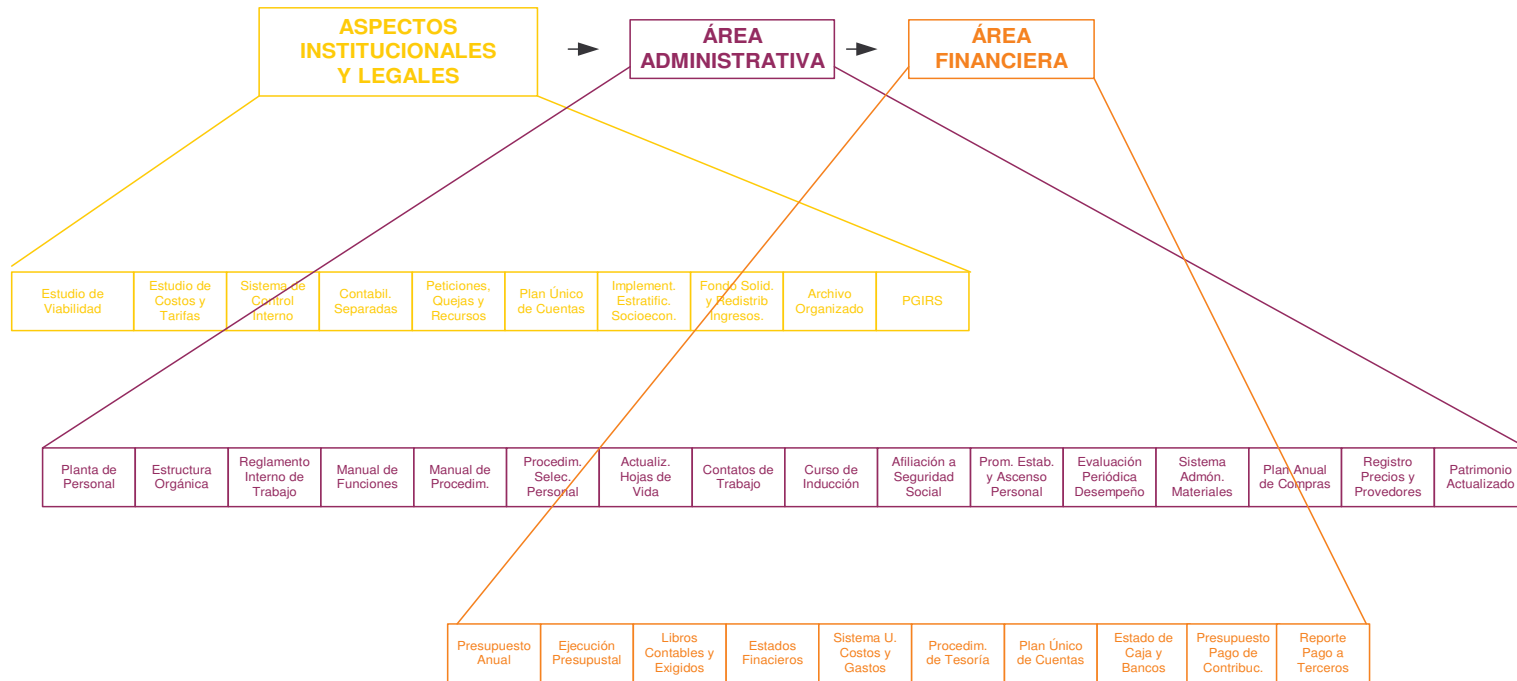 ASPECTOS
INSTITUCIONALES
Y LEGALES
ÁREA
ADMINISTRATIVA
ÁREA
FINANCIERA
Estudio de
Viabilidad
Estudio de
Costos y
Tarifas
Sistema de
Control
Interno
Contabil.
Separadas
Peticiones,
Quejas y
Recursos
Plan Único
de Cuentas
Implement.
Estratific.
Socioecon.
Fondo Solid.
y Redistrib
Ingresos.
Archivo
Organizado
PGIRS
Planta de
Personal
Estructura
Orgánica
Reglamento
Interno de
Trabajo
Manual de
Funciones
Manual de
Procedim.
Procedim.
Selec.
Personal
Actualiz.
Hojas de
Vida
Contatos de
Trabajo
Curso de
Inducción
Afiliación a
Seguridad
Social
Prom. Estab.
y Ascenso
Personal
Evaluación
Periódica
Desempeño
Sistema
Admón.
Materiales
Plan Anual
de Compras
Registro
Precios y
Provedores
Patrimonio
Actualizado
Presupuesto
Anual
Ejecución
Presupustal
Libros
Contables y
Exigidos
Estados
Finacieros
Sistema U.
Costos y
Gastos
Procedim.
de Tesoría
Plan Único
de Cuentas
Estado de
Caja y
Bancos
Presupuesto
Pago de
Contribuc.
Reporte
Pago a
Terceros